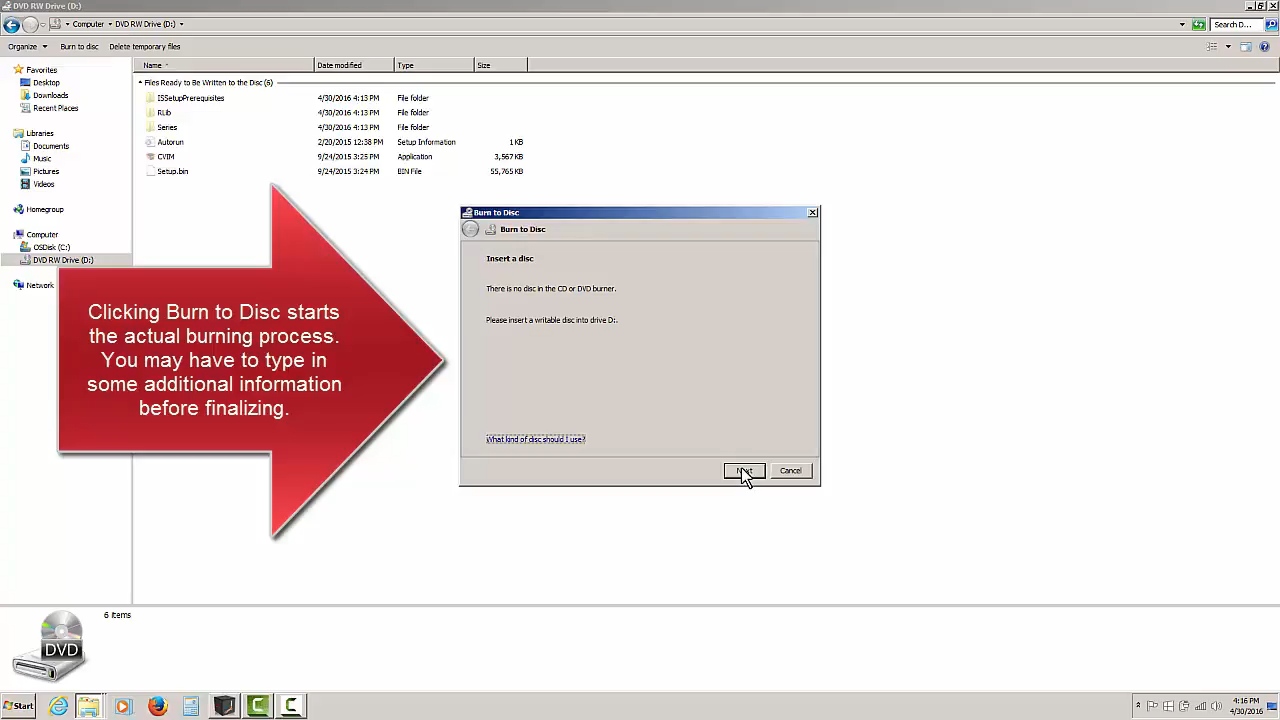 DVD RW Drive (D:)
Computer DVD RW Drive (D:) Search D...
Organize Burn to disc Delete temporary files
Name Date modified Type Size
Favorites
Desktop
Downloads
Recent Places
Libraries
Documents
Music
Pictures
Videos
Homegroup
Computer
OSDisk (C:)
DVD RW Drive (D:)
Network
Files Ready to Be Written to the Disc (6)
ISSetupPrerequisites 4/30/2016 4:13 PM File folder
RLib 4/30/2016 4:13 PM File folder
Series 4/30/2016 4:13 PM File folder
Autorun 2/20/2015 12:38 PM Setup Information 1 KB
CVIM 9/24/2015 3:25 PM Application 3,567 KB
Setup.bin 9/24/2015 3:24 PM BIN File 55,765 KB
Clicking Burn to Disc starts
the actual burning process.
You may have to type in
some additional information
before finalizing.
Burn to Disc
Burn to Disc
Insert a disc
There is no disc in the CD or DVD burner.
Please insert a writable disc into drive D:.
What kind of disc should I use?
Next Cancel
6 items
DVD
Start
4:16 PM
4/30/2016